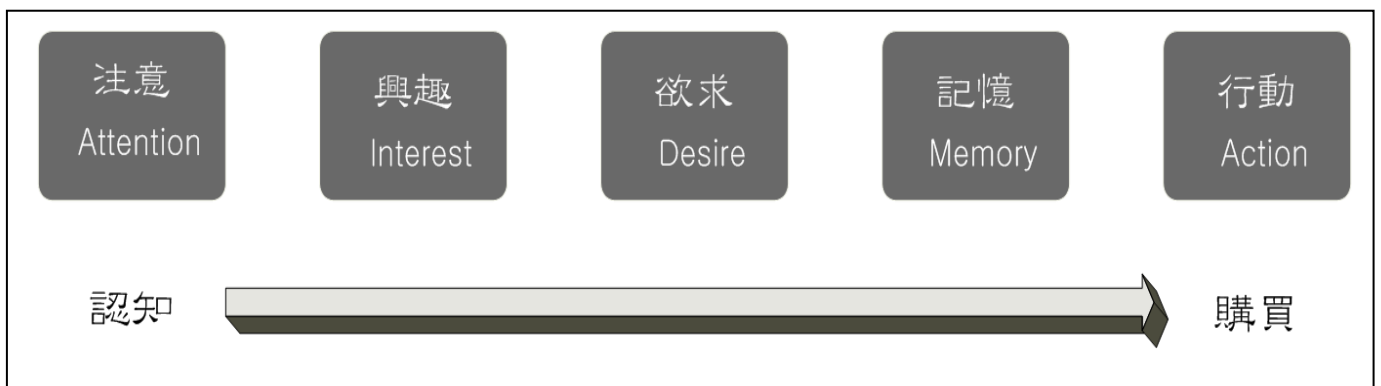 注意
Attention
興趣
Interest
欲求
Desire
記憶
Memory
行動
Action
認知
購買